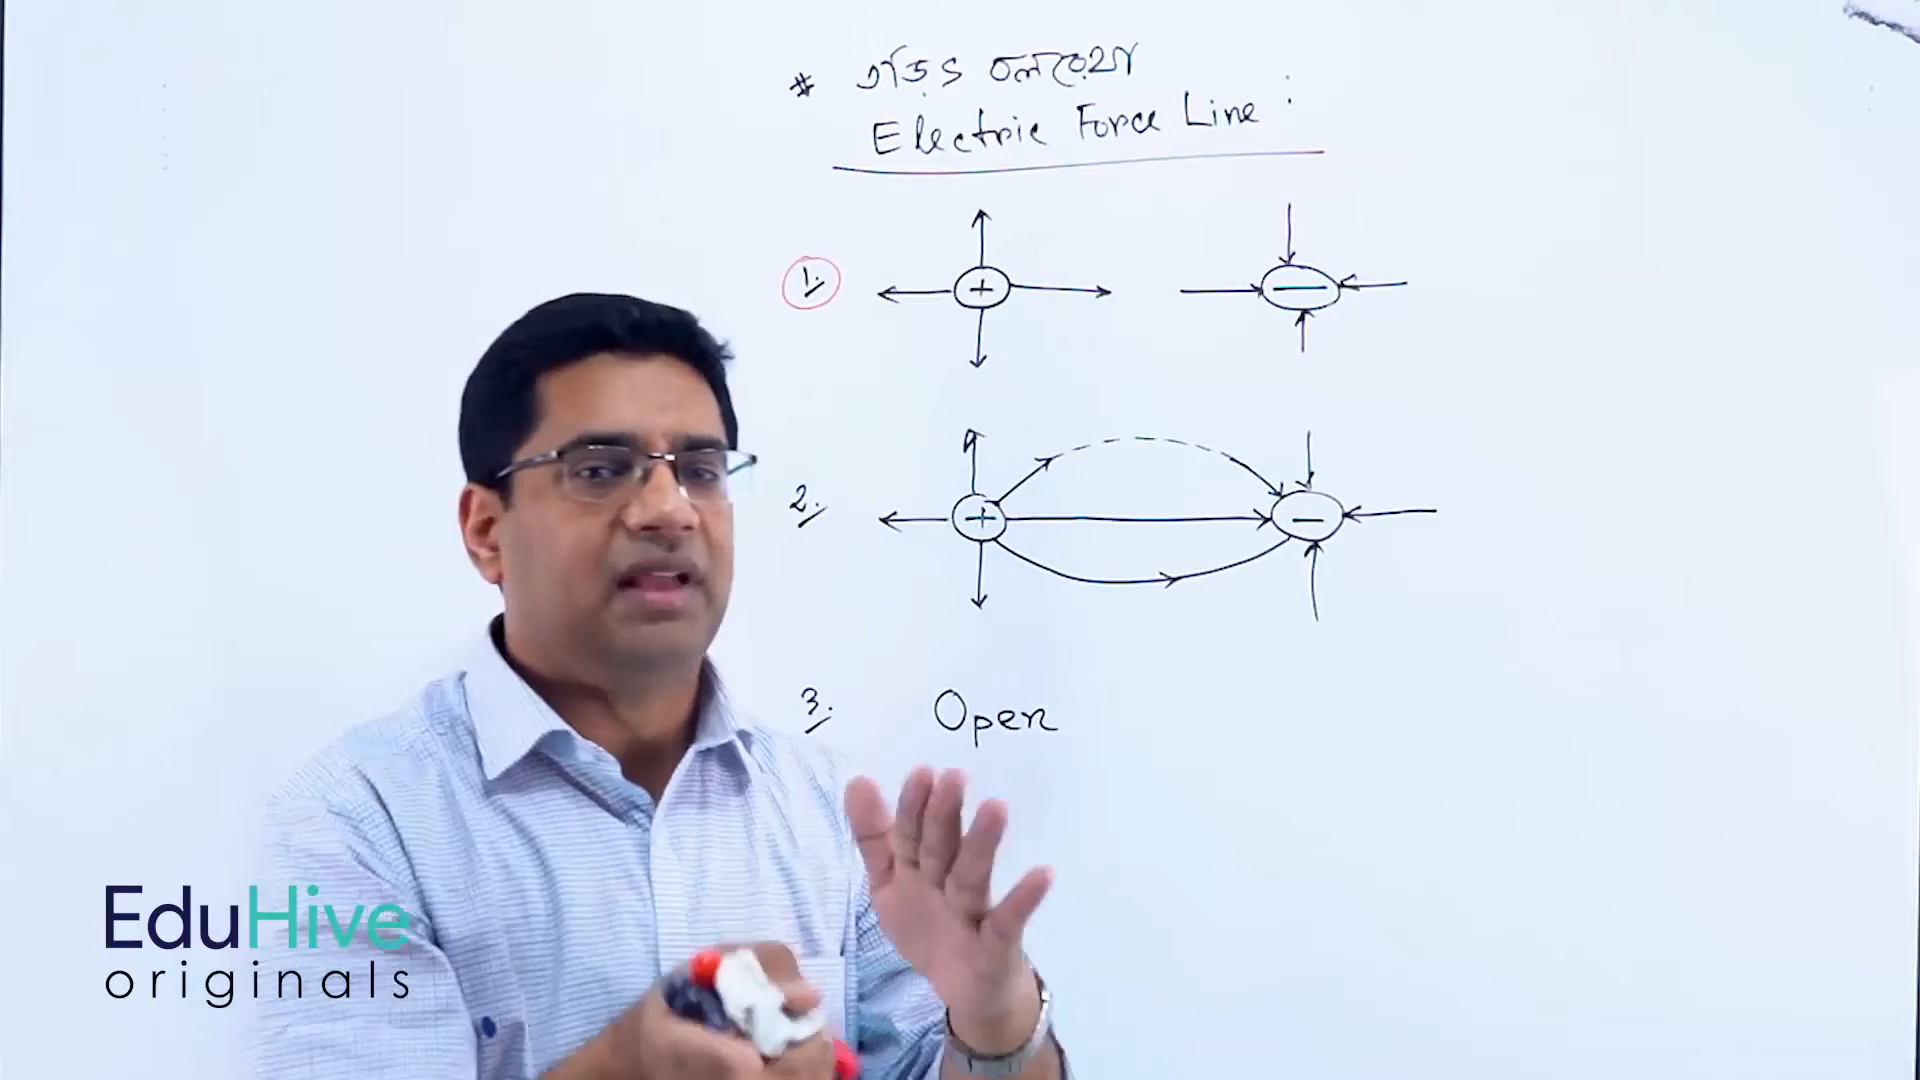 * তড়িৎ বলরেখা
Electric Force Line :
1.
+
−
2.
+
−
3. Open
EduHive
originals